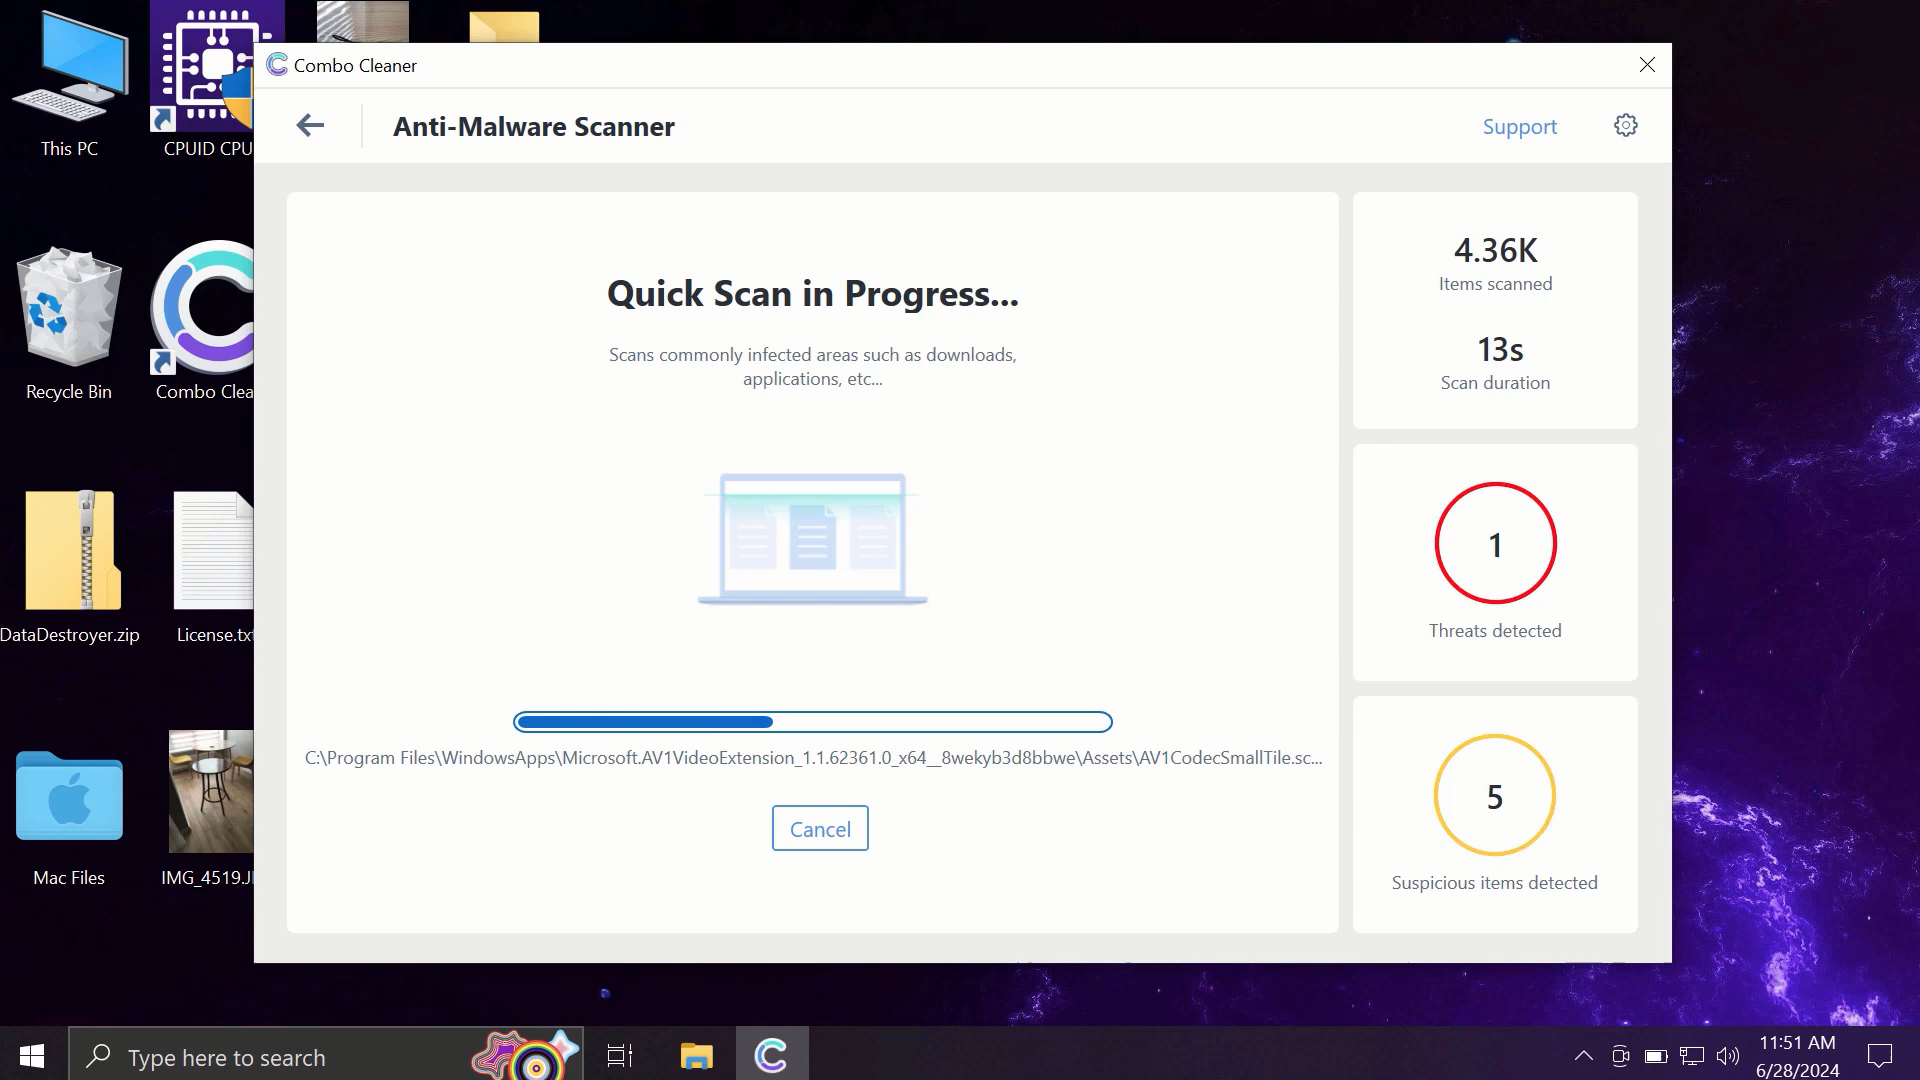 This PC
CPUID CPU
Recycle Bin
Combo Clea
DataDestroyer.zip
License.txt
Mac Files
IMG_4519.J
Combo Cleaner
Anti-Malware Scanner
Support
Quick Scan in Progress...
Scans commonly infected areas such as downloads,
applications, etc...
C:\Program Files\WindowsApps\Microsoft.AV1VideoExtension_1.1.62361.0_x64__8wekyb3d8bbwe\Assets\AV1CodecSmallTile.sc...
Cancel
4.36K
Items scanned
13s
Scan duration
1
Threats detected
5
Suspicious items detected
Type here to search
11:51 AM
6/28/2024